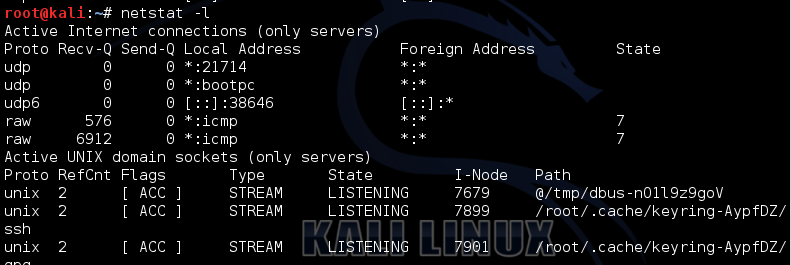 root@kali:~# netstat -l
Active Internet connections (only servers)
Proto Recv-Q Send-Q Local Address           Foreign Address         State
udp        0      0 *:21714                 *:*
udp        0      0 *:bootpc                *:*
udp6       0      0 [::]:38646              [::]:*
raw      576      0 *:icmp                  *:*                     7
raw     6912      0 *:icmp                  *:*                     7
Active UNIX domain sockets (only servers)
Proto RefCnt Flags       Type       State         I-Node   Path
unix  2      [ ACC ]     STREAM     LISTENING     7679     @/tmp/dbus-nO1l9z9goV
unix  2      [ ACC ]     STREAM     LISTENING     7899     /root/.cache/keyring-AypfDZ/
ssh
unix  2      [ ACC ]     STREAM     LISTENING     7901     /root/.cache/keyring-AypfDZ/
KALI LINUX